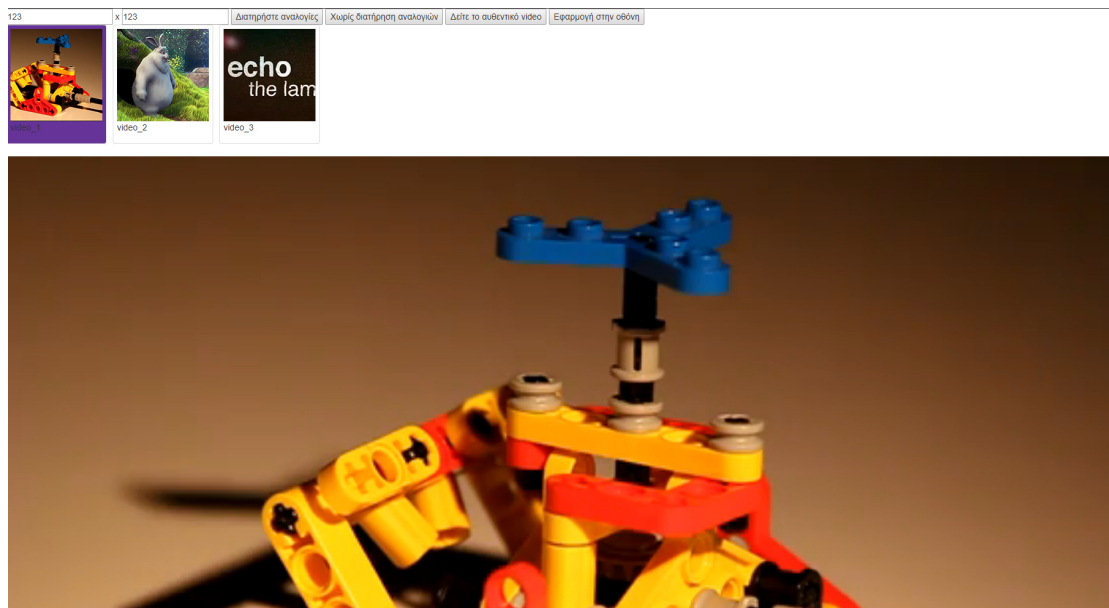 123 x 123 Διατηρήστε αναλογίες Χωρίς διατήρηση αναλογιών Δείτε το αυθεντικό video Εφαρμογή στην οθόνη
echo
the lam
video_1 video_2 video_3